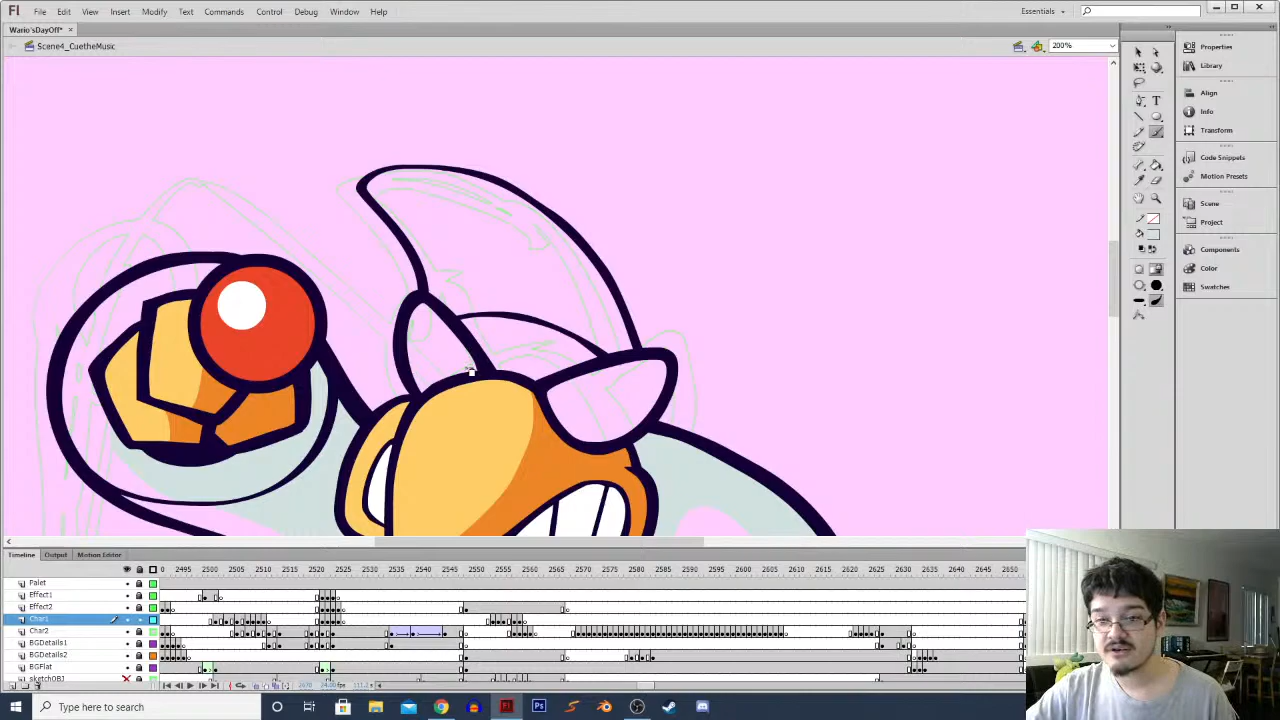 Fl File Edit View Insert Modify Text Commands Control Debug Window Help Essentials
Wario'sDayOff* ×
Scene4_CuetheMusic 200%
Properties
Library
Align
Info
Transform
Code Snippets
Motion Presets
Scene
Project
Components
Color
Swatches
Timeline Output Motion Editor
2495 2500 2505 2510 2515 2520 2525 2530 2535 2540 2545 2550 2555 2560 2565 2570 2575 2580 2585 2590 2595 2600 2605 2610 2615 2620 2625 2630 2635 2640 2645 2650
Palet
Effect1
Effect2
Char1
Char2
BGDetails1
BGDetails2
BGFlat
sketchOBJ
Type here to search
Fl Ps